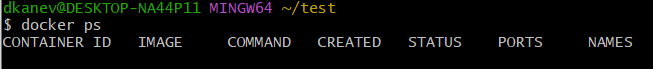 dkanev@DESKTOP-NA44P11 MINGW64 ~/test
$ docker ps
CONTAINER ID   IMAGE     COMMAND   CREATED   STATUS    PORTS     NAMES